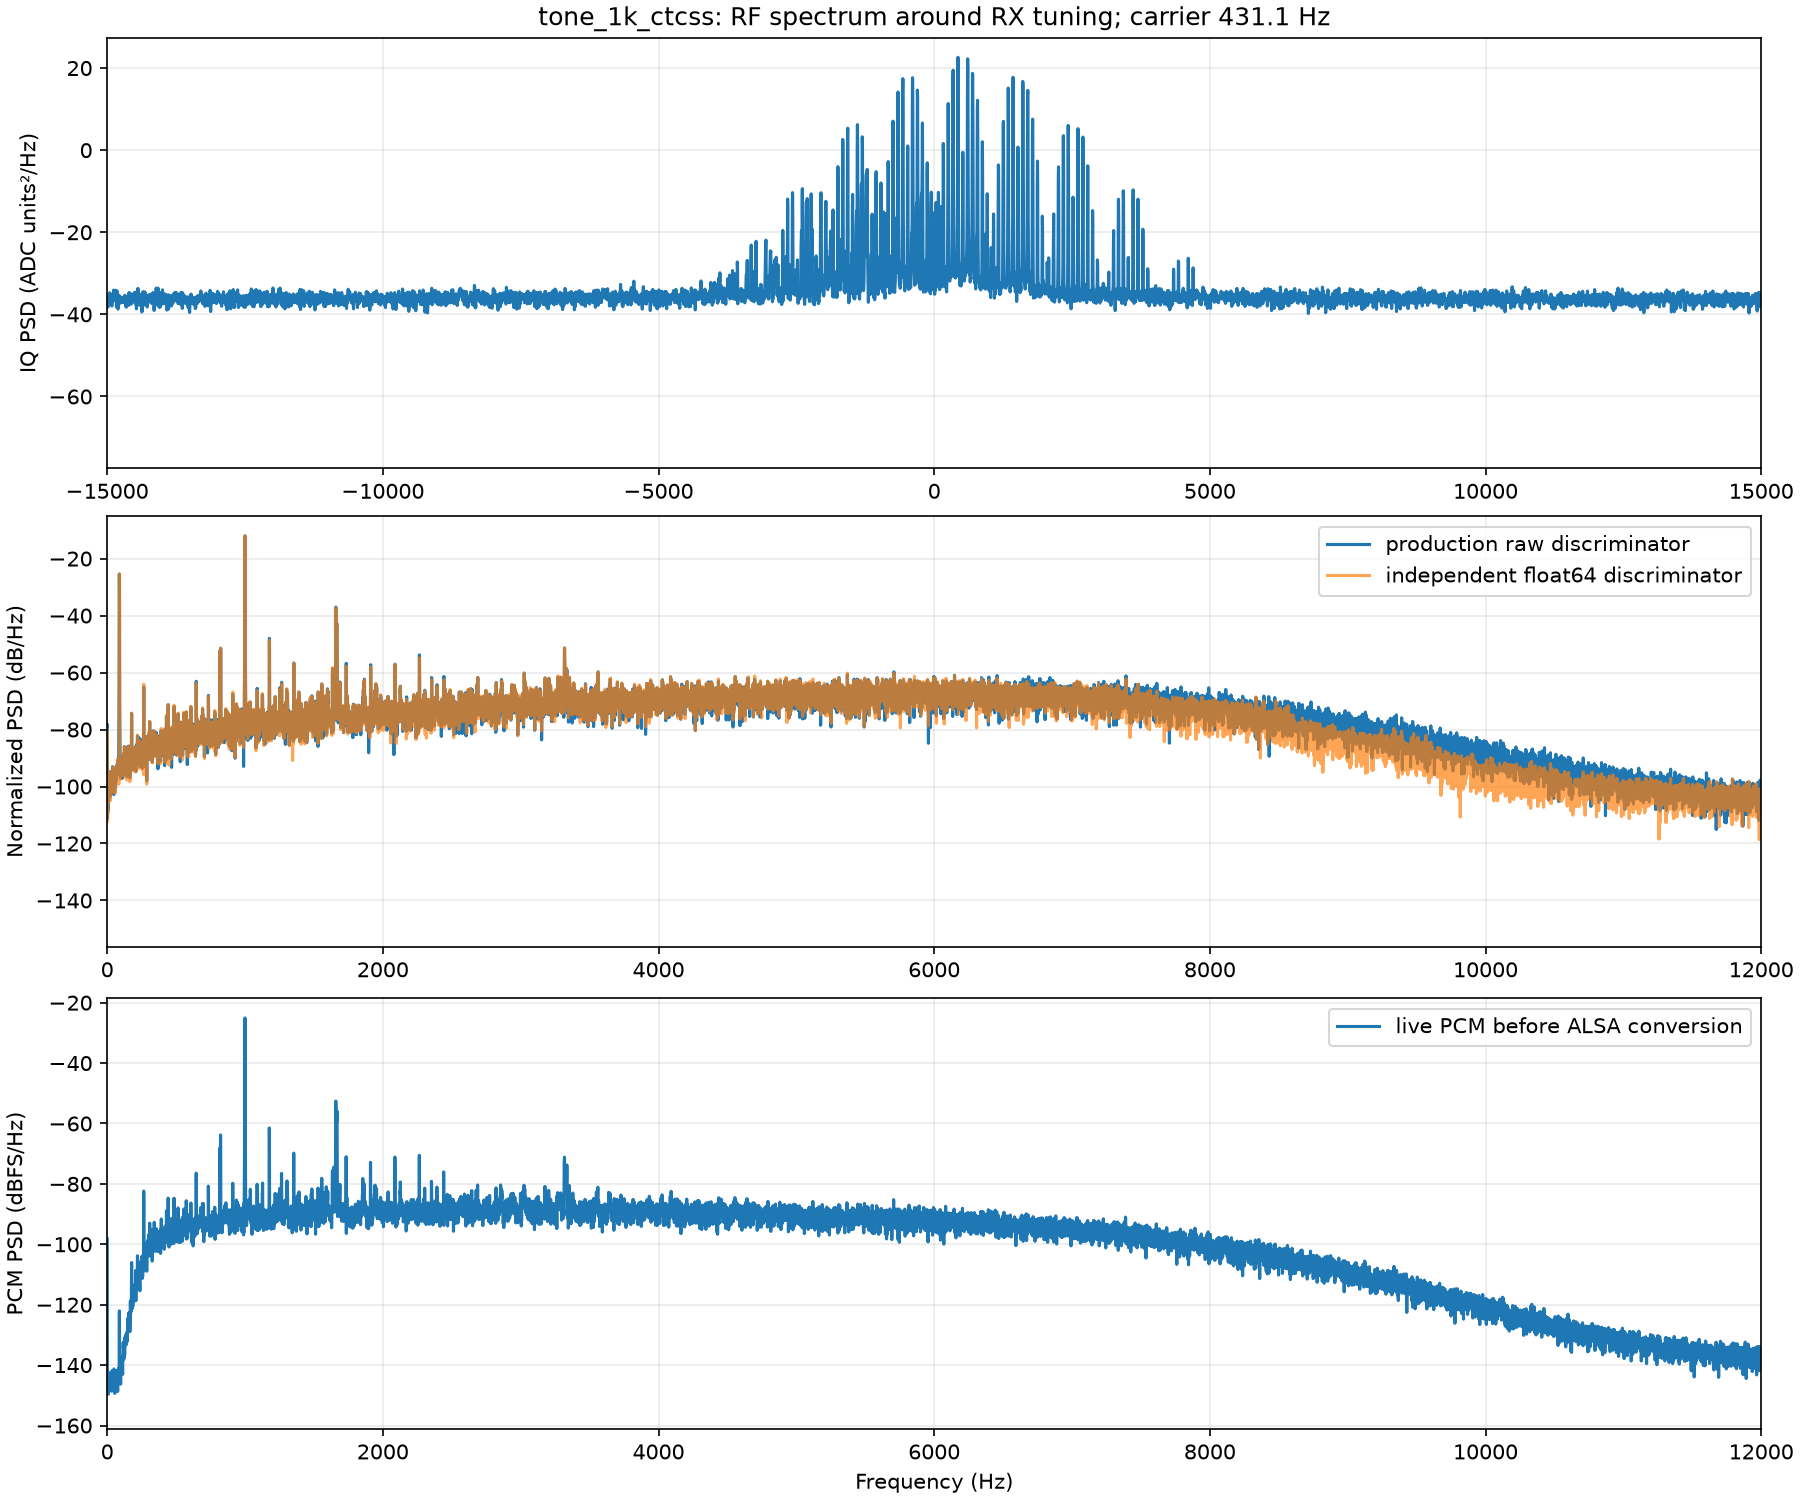 tone_1k_ctcss: RF spectrum around RX tuning; carrier 431.1 Hz
IQ PSD (ADC units²/Hz)
20
0
−20
−40
−60
−15000 −10000 −5000 0 5000 10000 15000
Normalized PSD (dB/Hz)
production raw discriminator
independent float64 discriminator
−20
−40
−60
−80
−100
−120
−140
0 2000 4000 6000 8000 10000 12000
PCM PSD (dBFS/Hz)
live PCM before ALSA conversion
−20
−40
−60
−80
−100
−120
−140
−160
0 2000 4000 6000 8000 10000 12000
Frequency (Hz)